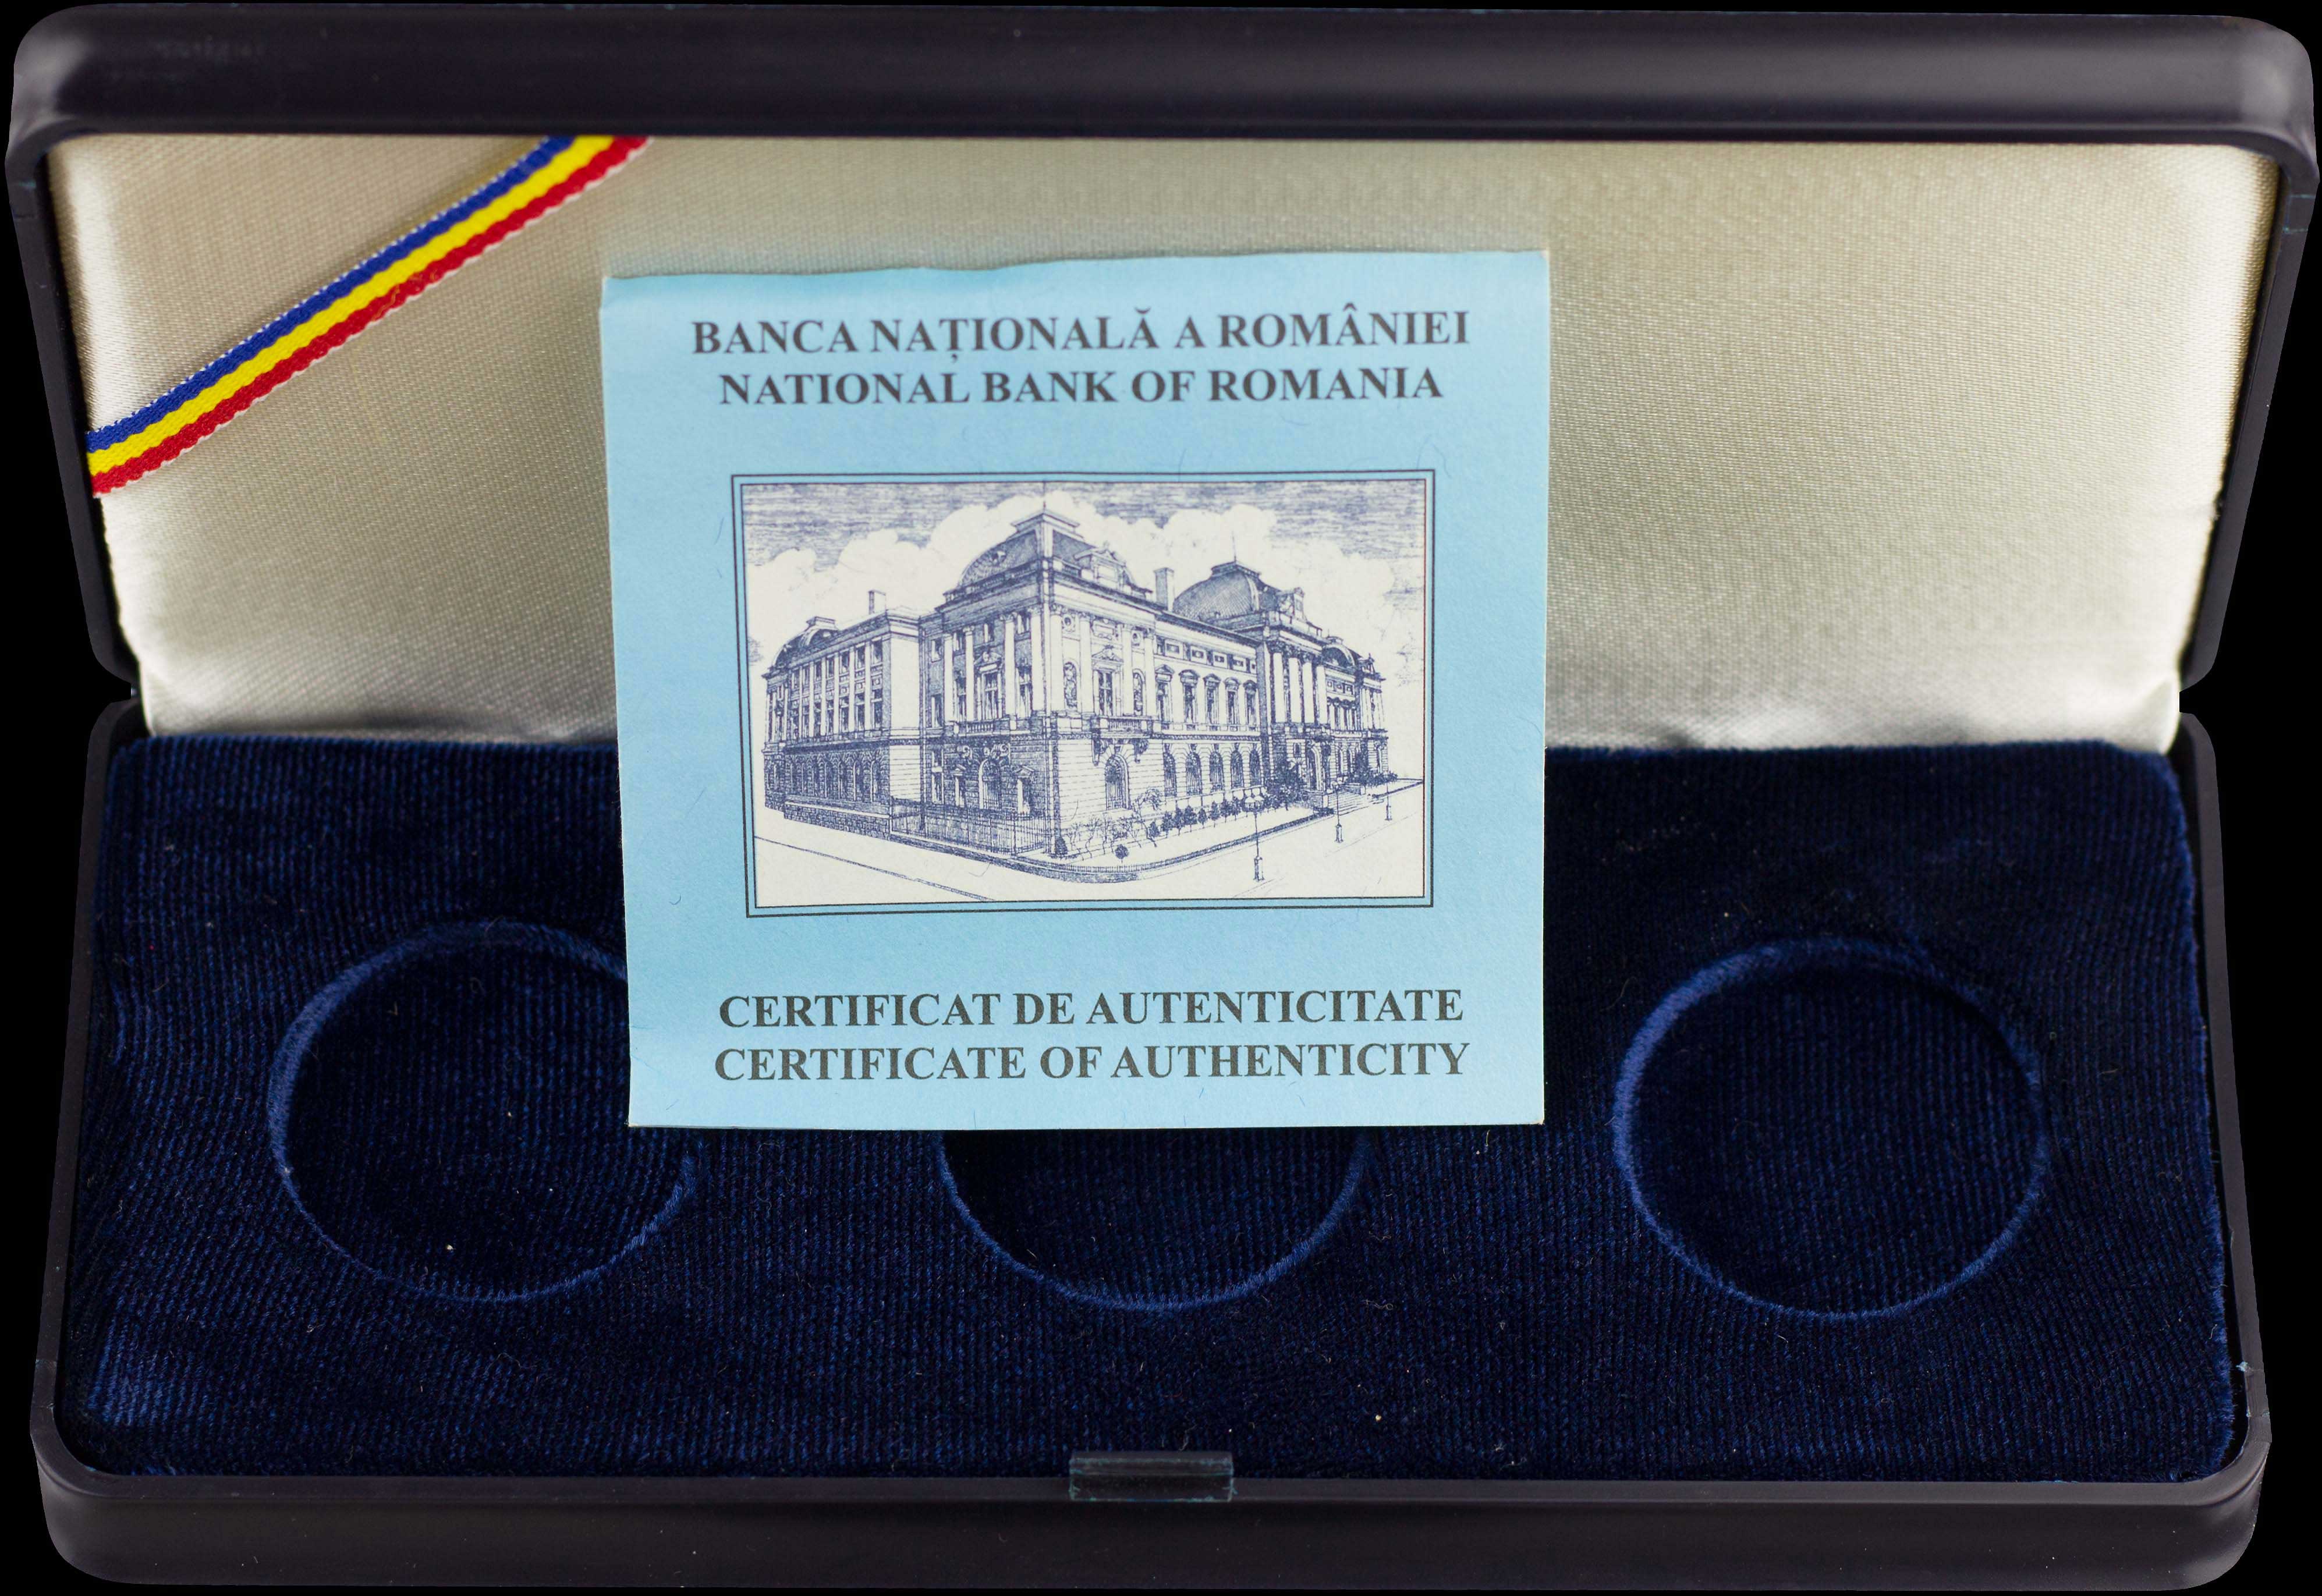 BANCA NAȚIONALĂ A ROMÂNIEI
NATIONAL BANK OF ROMANIA
CERTIFICAT DE AUTENTICITATE
CERTIFICATE OF AUTHENTICITY